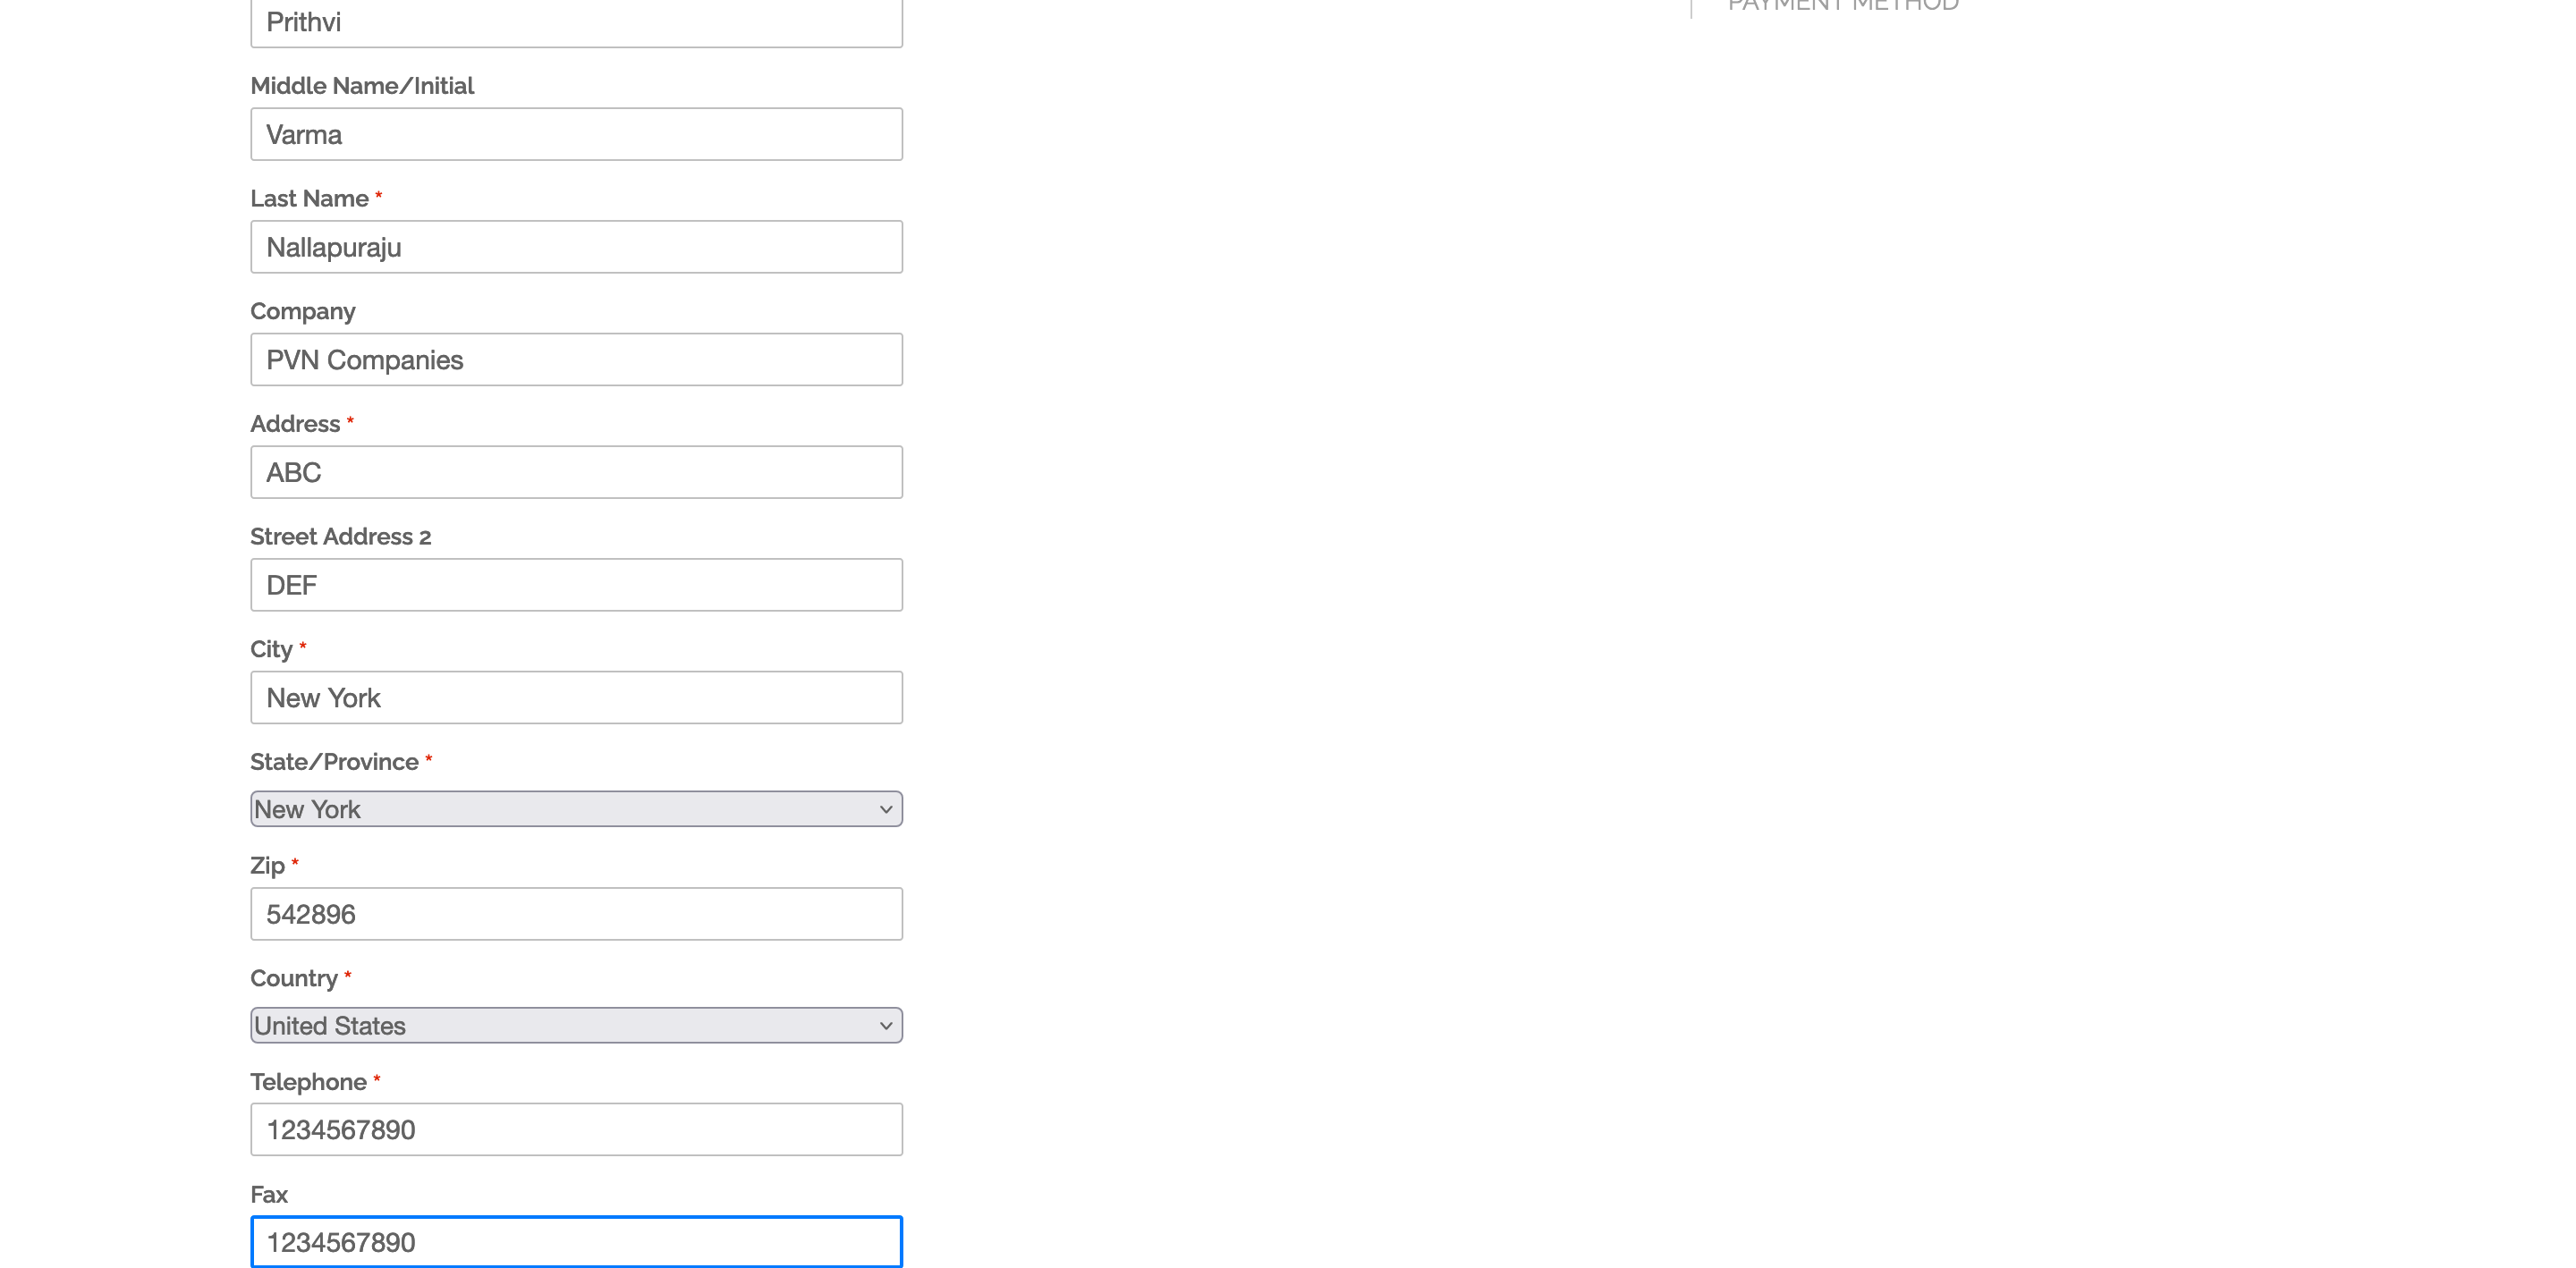 Prithvi
PAYMENT METHOD
Middle Name/Initial
Varma
Last Name *
Nallapuraju
Company
PVN Companies
Address *
ABC
Street Address 2
DEF
City *
New York
State/Province *
New York
Zip *
542896
Country *
United States
Telephone *
1234567890
Fax
1234567890